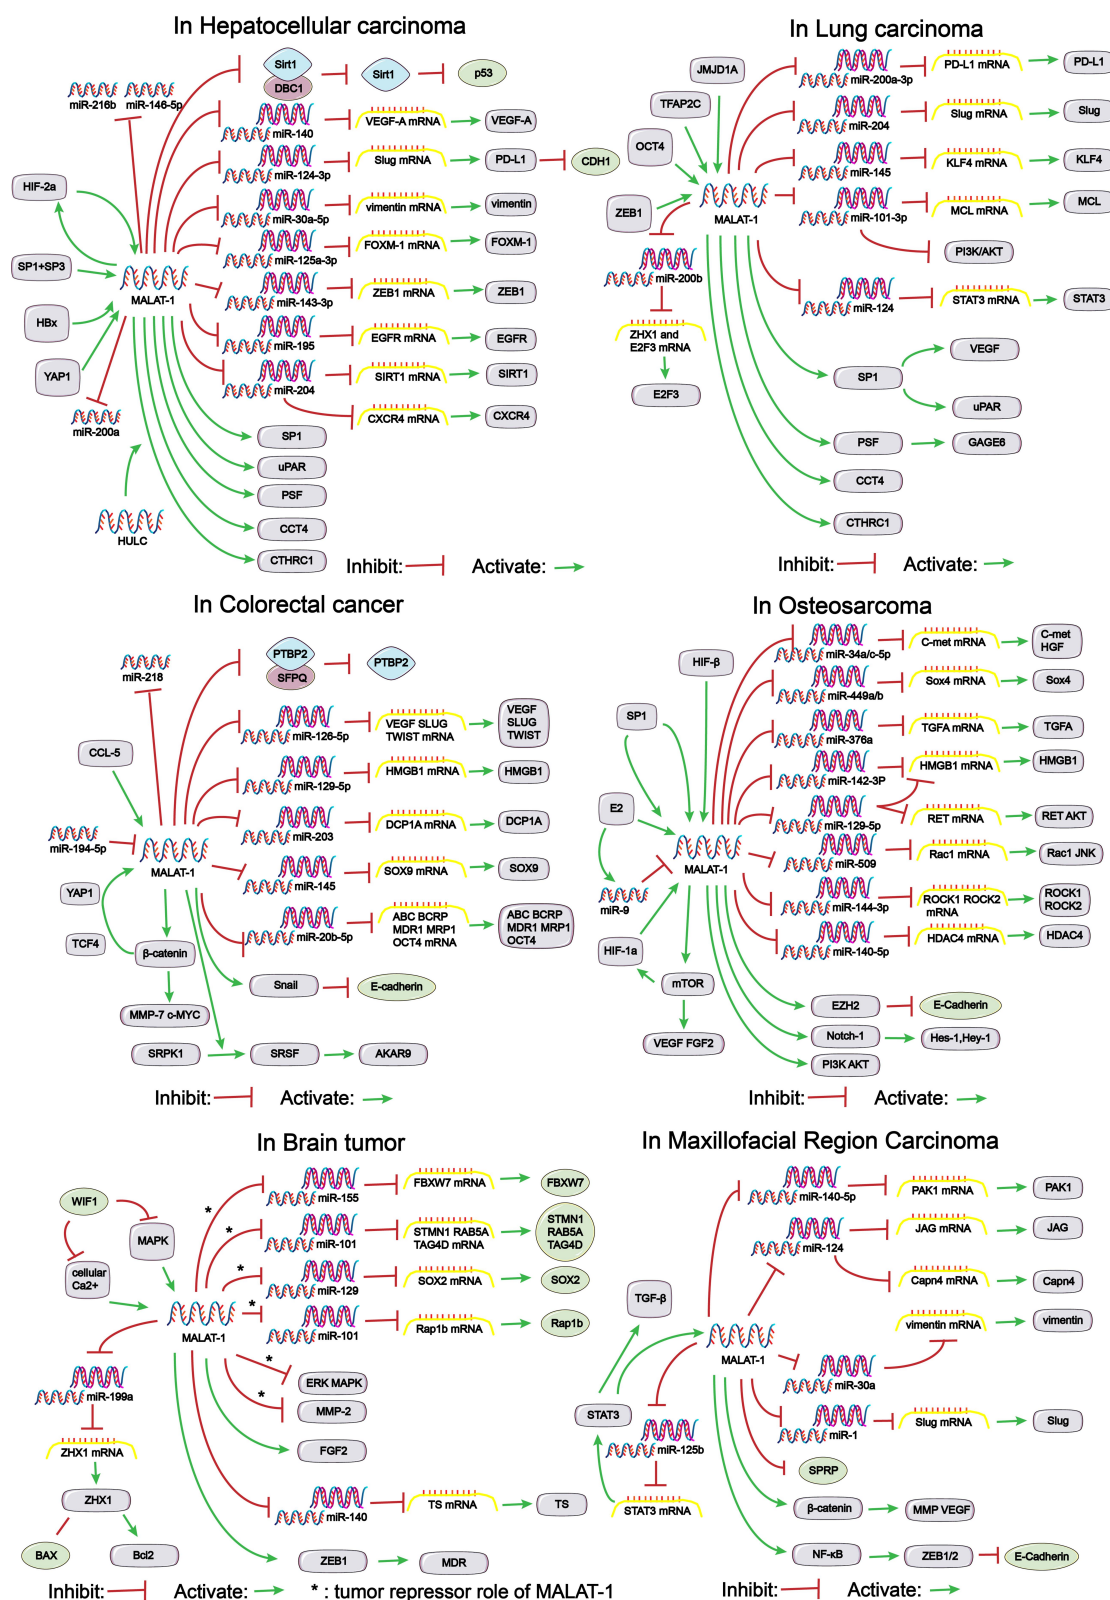 In Hepatocellular carcinoma
Sirt1
DBC1
Sirt1
p53
miR-216b
miR-146-5p
miR-140
VEGF-A mRNA
VEGF-A
miR-124-3p
Slug mRNA
PD-L1
CDH1
HIF-2a
miR-30a-5p
vimentin mRNA
vimentin
miR-125a-3p
FOXM-1 mRNA
FOXM-1
SP1+SP3
MALAT-1
miR-143-3p
ZEB1 mRNA
ZEB1
HBx
miR-195
EGFR mRNA
EGFR
YAP1
miR-204
SIRT1 mRNA
SIRT1
miR-200a
CXCR4 mRNA
CXCR4
SP1
uPAR
PSF
HULC
CCT4
CTHRC1
Inhibit:
Activate:
In Lung carcinoma
JMJD1A
miR-200a-3p
PD-L1 mRNA
PD-L1
TFAP2C
miR-204
Slug mRNA
Slug
OCT4
miR-145
KLF4 mRNA
KLF4
ZEB1
MALAT-1
miR-101-3p
MCL mRNA
MCL
PI3K/AKT
miR-200b
miR-124
STAT3 mRNA
STAT3
ZHX1 and
E2F3 mRNA
E2F3
SP1
VEGF
uPAR
PSF
GAGE6
CCT4
CTHRC1
Inhibit:
Activate:
In Colorectal cancer
PTBP2
SFPQ
PTBP2
miR-218
miR-126-5p
VEGF SLUG
TWIST mRNA
VEGF
SLUG
TWIST
CCL-5
miR-129-5p
HMGB1 mRNA
HMGB1
miR-194-5p
miR-203
DCP1A mRNA
DCP1A
MALAT-1
miR-145
SOX9 mRNA
SOX9
YAP1
miR-20b-5p
ABC BCRP
MDR1 MRP1
OCT4 mRNA
ABC BCRP
MDR1 MRP1
OCT4
TCF4
β-catenin
Snail
E-cadherin
MMP-7 c-MYC
SRPK1
SRSF
AKAR9
Inhibit:
Activate:
In Osteosarcoma
HIF-β
miR-34a/c-5p
C-met mRNA
C-met
HGF
miR-449a/b
Sox4 mRNA
Sox4
SP1
miR-376a
TGFA mRNA
TGFA
miR-142-3P
HMGB1 mRNA
HMGB1
E2
miR-129-5p
RET mRNA
RET AKT
MALAT-1
miR-509
Rac1 mRNA
Rac1 JNK
miR-9
miR-144-3p
ROCK1 ROCK2
mRNA
ROCK1
ROCK2
HIF-1a
miR-140-5p
HDAC4 mRNA
HDAC4
mTOR
EZH2
E-Cadherin
VEGF FGF2
Notch-1
Hes-1,Hey-1
PI3K AKT
Inhibit:
Activate:
In Brain tumor
WIF1
MAPK
cellular
Ca2+
*
miR-155
FBXW7 mRNA
FBXW7
*
miR-101
STMN1 RAB5A
TAG4D mRNA
STMN1
RAB5A
TAG4D
*
miR-129
SOX2 mRNA
SOX2
MALAT-1
*
miR-101
Rap1b mRNA
Rap1b
*
ERK MAPK
*
MMP-2
miR-199a
FGF2
ZHX1 mRNA
ZHX1
miR-140
TS mRNA
TS
BAX
Bcl2
ZEB1
MDR
Inhibit:
Activate:
* : tumor repressor role of MALAT-1
In Maxillofacial Region Carcinoma
miR-140-5p
PAK1 mRNA
PAK1
miR-124
JAG mRNA
JAG
Capn4 mRNA
Capn4
TGF-β
vimentin mRNA
vimentin
MALAT-1
miR-30a
STAT3
miR-1
Slug mRNA
Slug
miR-125b
SPRP
STAT3 mRNA
β-catenin
MMP VEGF
NF-κB
ZEB1/2
E-Cadherin
Inhibit:
Activate: